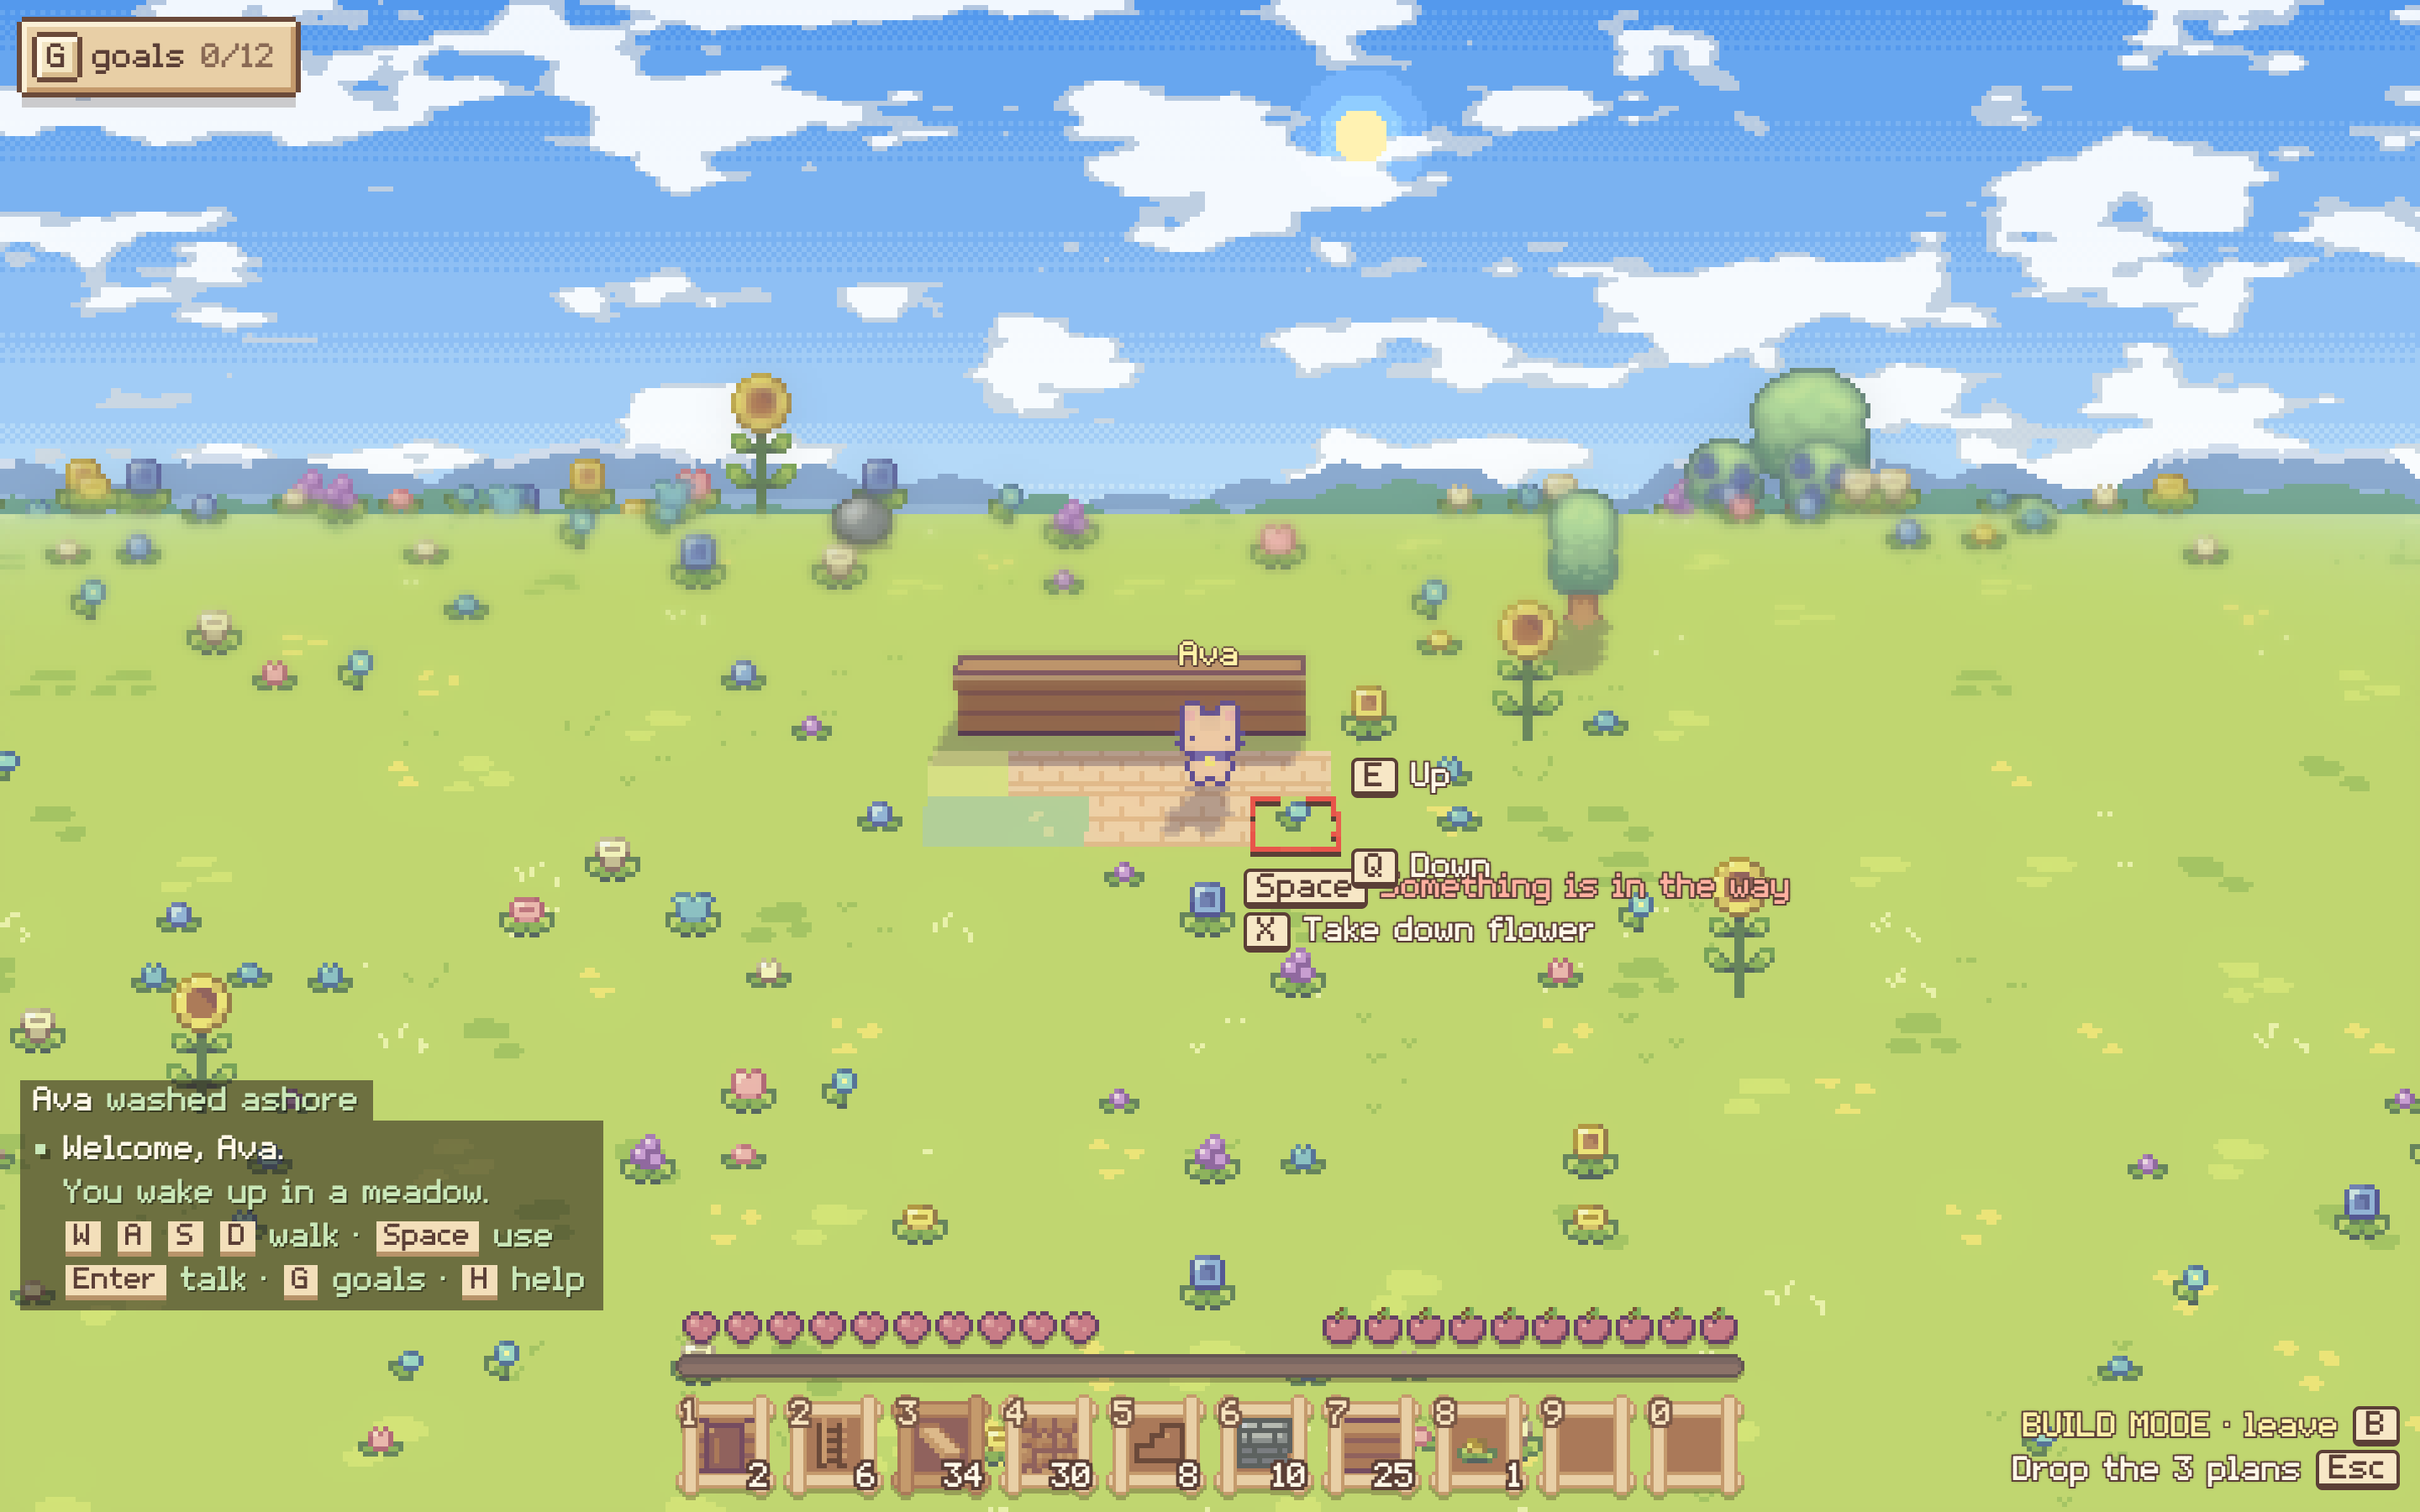 G goals 0/12
Ava
E Up
Q Down
Space Something is in the way
X Take down flower
Ava washed ashore
Welcome, Ava.
You wake up in a meadow.
W A S D walk · Space use
Enter talk · G goals · H help
1 2 3 4 5 6 7 8 9 0
2 6 34 30 8 10 25 1
BUILD MODE · leave B
Drop the 3 plans Esc